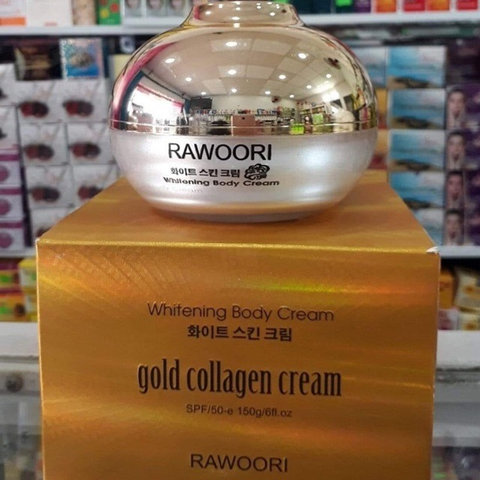 RAWOORI
화이트 스킨 크림
Whitening Body Cream
Whitening Body Cream
화이트 스킨 크림
gold collagen cream
SPF/50-e 150g/6fl.oz
RAWOORI